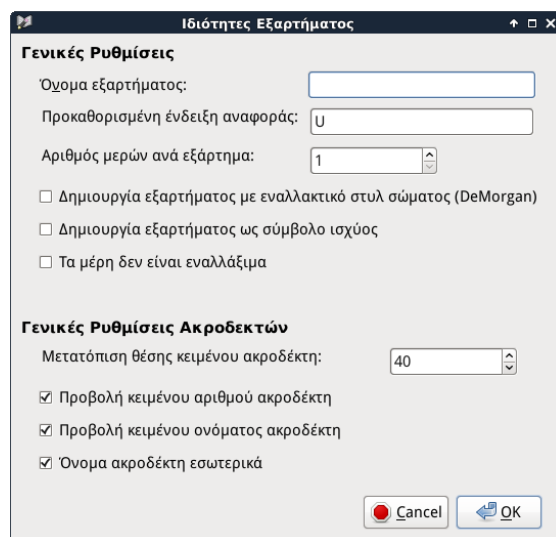 Ιδιότητες Εξαρτήματος
Γενικές Ρυθμίσεις
Όνομα εξαρτήματος:
Προκαθορισμένη ένδειξη αναφοράς: U
Αριθμός μερών ανά εξάρτημα: 1
Δημιουργία εξαρτήματος με εναλλακτικό στυλ σώματος (DeMorgan)
Δημιουργία εξαρτήματος ως σύμβολο ισχύος
Τα μέρη δεν είναι εναλλάξιμα
Γενικές Ρυθμίσεις Ακροδεκτών
Μετατόπιση θέσης κειμένου ακροδέκτη: 40
Προβολή κειμένου αριθμού ακροδέκτη
Προβολή κειμένου ονόματος ακροδέκτη
Όνομα ακροδέκτη εσωτερικά
Cancel OK